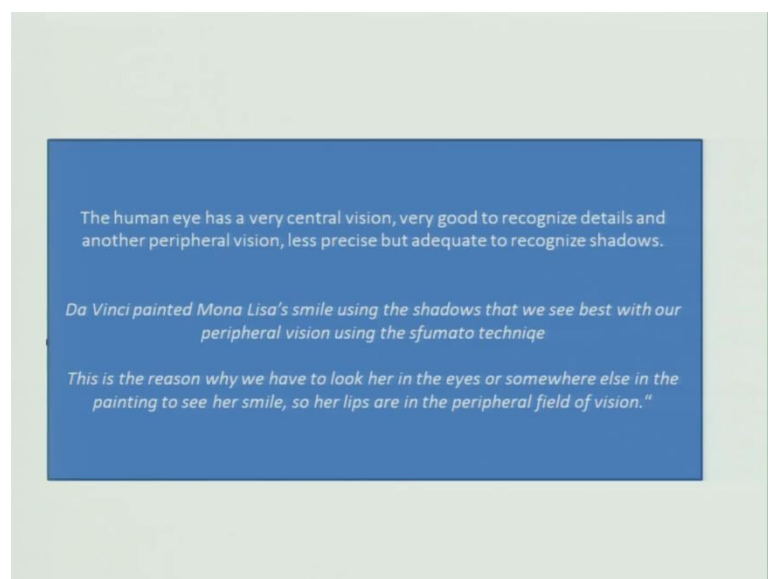 The human eye has a very central vision, very good to recognize details and
another peripheral vision, less precise but adequate to recognize shadows.
Da Vinci painted Mona Lisa's smile using the shadows that we see best with our
peripheral vision using the sfumato techniqe
This is the reason why we have to look her in the eyes or somewhere else in the
painting to see her smile, so her lips are in the peripheral field of vision.“